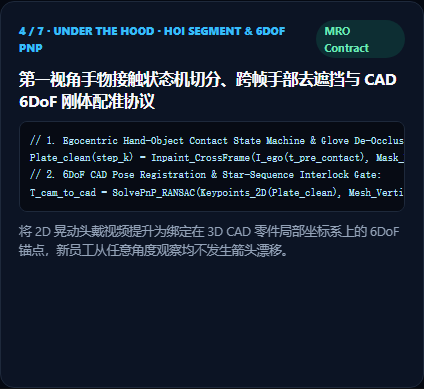 4 / 7 · UNDER THE HOOD · HOI SEGMENT & 6DOF
PNP
MRO
Contract
第一视角手物接触状态机切分、跨帧手部去遮挡与 CAD
6DoF 刚体配准协议
// 1. Egocentric Hand-Object Contact State Machine & Glove De-Occlus
Plate_clean(step_k) = Inpaint_CrossFrame(I_ego(t_pre_contact), Mask_
// 2. 6DoF CAD Pose Registration & Star-Sequence Interlock Gate:
T_cam_to_cad = SolvePnP_RANSAC(Keypoints_2D(Plate_clean), Mesh_Verti
将 2D 晃动头戴视频提升为绑定在 3D CAD 零件局部坐标系上的 6DoF
锚点，新员工从任意角度观察均不发生箭头漂移。